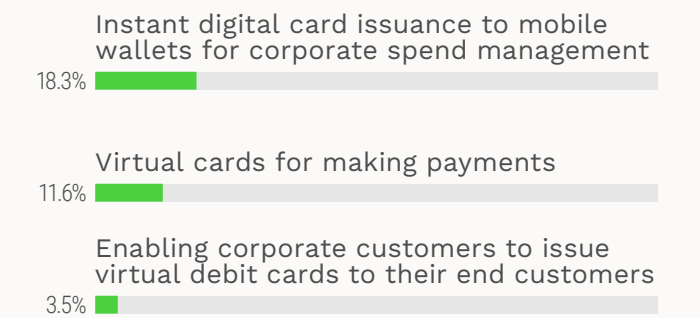 Instant digital card issuance to mobile
wallets for corporate spend management
18.3%
Virtual cards for making payments
11.6%
Enabling corporate customers to issue
virtual debit cards to their end customers
3.5%